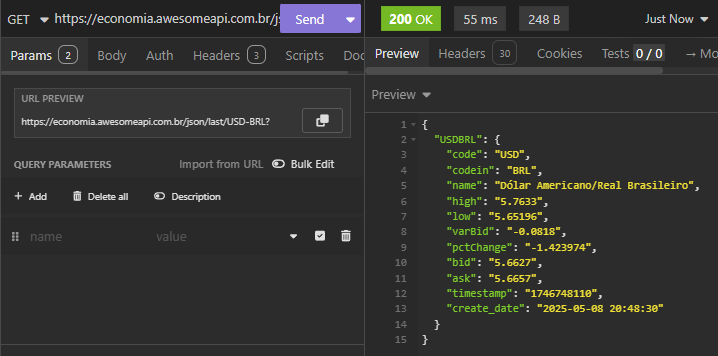 GET https://economia.awesomeapi.com.br/js Send
200 OK 55 ms 248 B Just Now
Params 2 Body Auth Headers 3 Scripts Doc
Preview Headers 30 Cookies Tests 0 / 0 → Mo
URL PREVIEW
https://economia.awesomeapi.com.br/json/last/USD-BRL?
QUERY PARAMETERS Import from URL Bulk Edit
+ Add Delete all Description
name value
Preview
1 {
2 "USDBRL": {
3 "code": "USD",
4 "codein": "BRL",
5 "name": "Dólar Americano/Real Brasileiro",
6 "high": "5.7633",
7 "low": "5.65196",
8 "varBid": "-0.0818",
9 "pctChange": "-1.423974",
10 "bid": "5.6627",
11 "ask": "5.6657",
12 "timestamp": "1746748110",
13 "create_date": "2025-05-08 20:48:30"
14 }
15 }